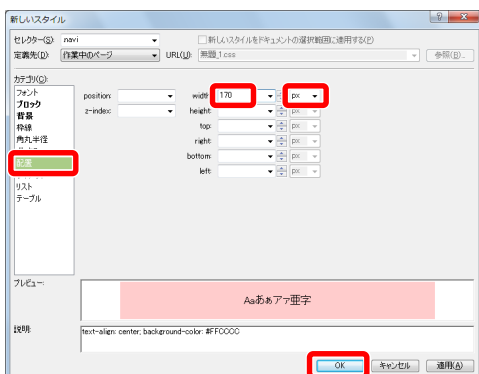 新しいスタイル
セレクター(S): navi 新しいスタイルをドキュメントの選択範囲に適用する(P)
定義先(D): 作業中のページ URL(U): 無題_1.css 参照(B)...
カテゴリ(C):
フォント
ブロック
背景
枠線
角丸半径
配置
リスト
テーブル
position: width: 170 px
z-index: height: px
top: px
right: px
bottom: px
left: px
プレビュー:
Aaあぁアァ亜宇
説明:
text-align: center; background-color: #FFCCCC
OK キャンセル 適用(A)